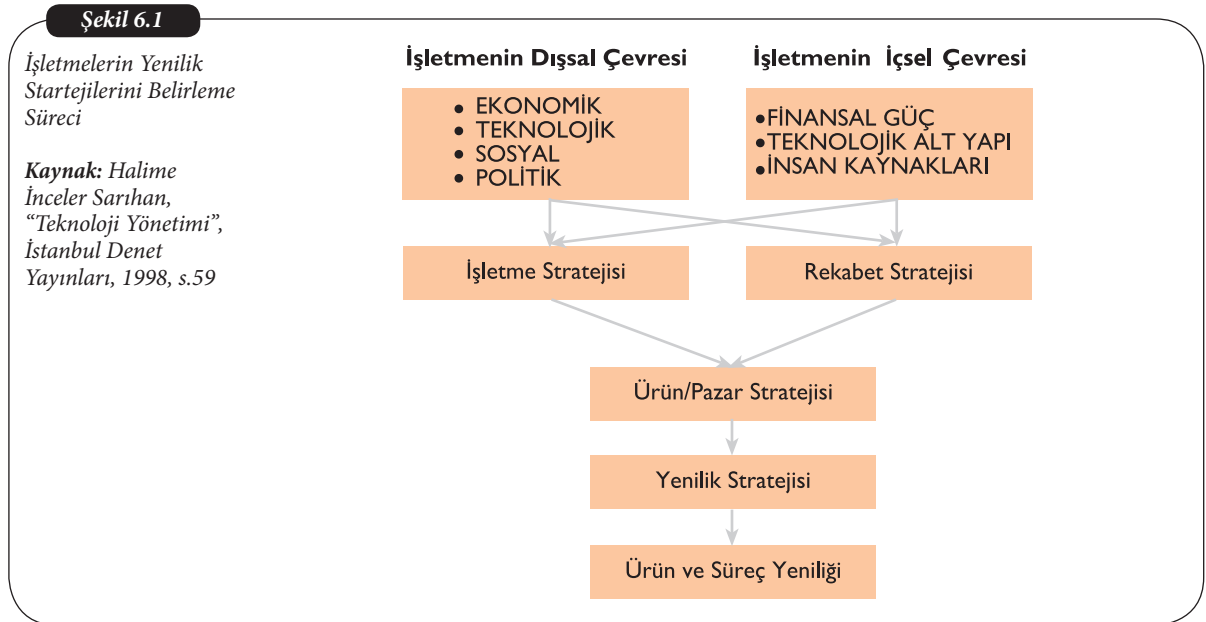 Şekil 6.1
İşletmelerin Yenilik
Startejilerini Belirleme
Süreci
Kaynak: Halime
İnceler Sarıhan,
“Teknoloji Yönetimi”,
İstanbul Denet
Yayınları, 1998, s.59
İşletmenin Dışsal Çevresi
• EKONOMİK
• TEKNOLOJİK
• SOSYAL
• POLİTİK
İşletmenin İçsel Çevresi
•FİNANSAL GÜÇ
•TEKNOLOJİK ALT YAPI
•İNSAN KAYNAKLARI
İşletme Stratejisi
Rekabet Stratejisi
Ürün/Pazar Stratejisi
Yenilik Stratejisi
Ürün ve Süreç Yeniliği